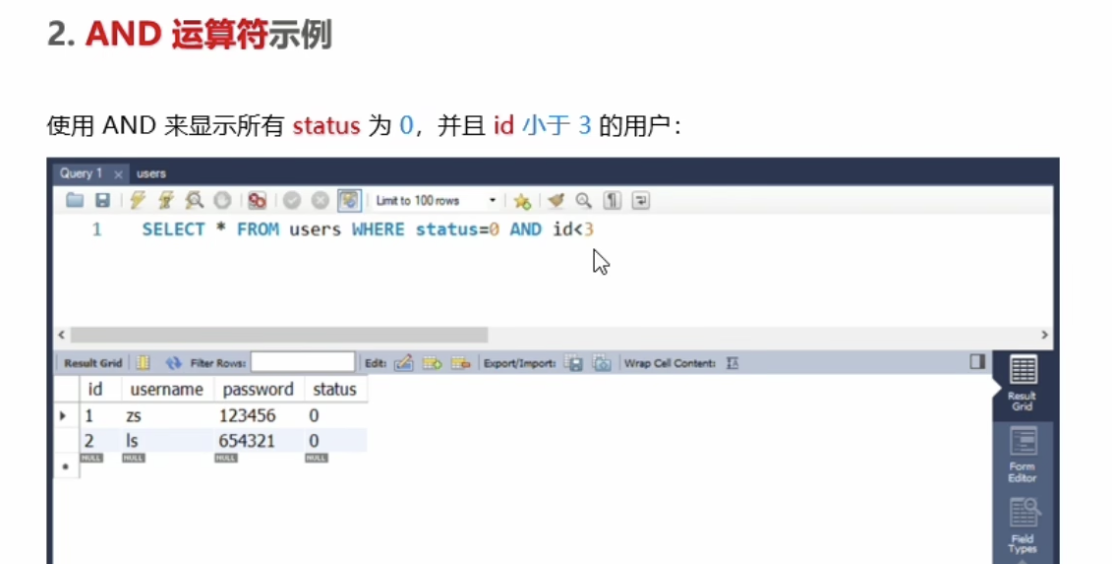 2. AND 运算符示例
使用 AND 来显示所有 status 为 0，并且 id 小于 3 的用户：
Query 1 × users
Limit to 100 rows
1 SELECT * FROM users WHERE status=0 AND id<3
Result Grid Filter Rows: Edit: Export/Import: Wrap Cell Content:
id username password status
1 zs 123456 0
2 ls 654321 0
NULL NULL NULL NULL
Result
Grid
Form
Editor
Field
Types